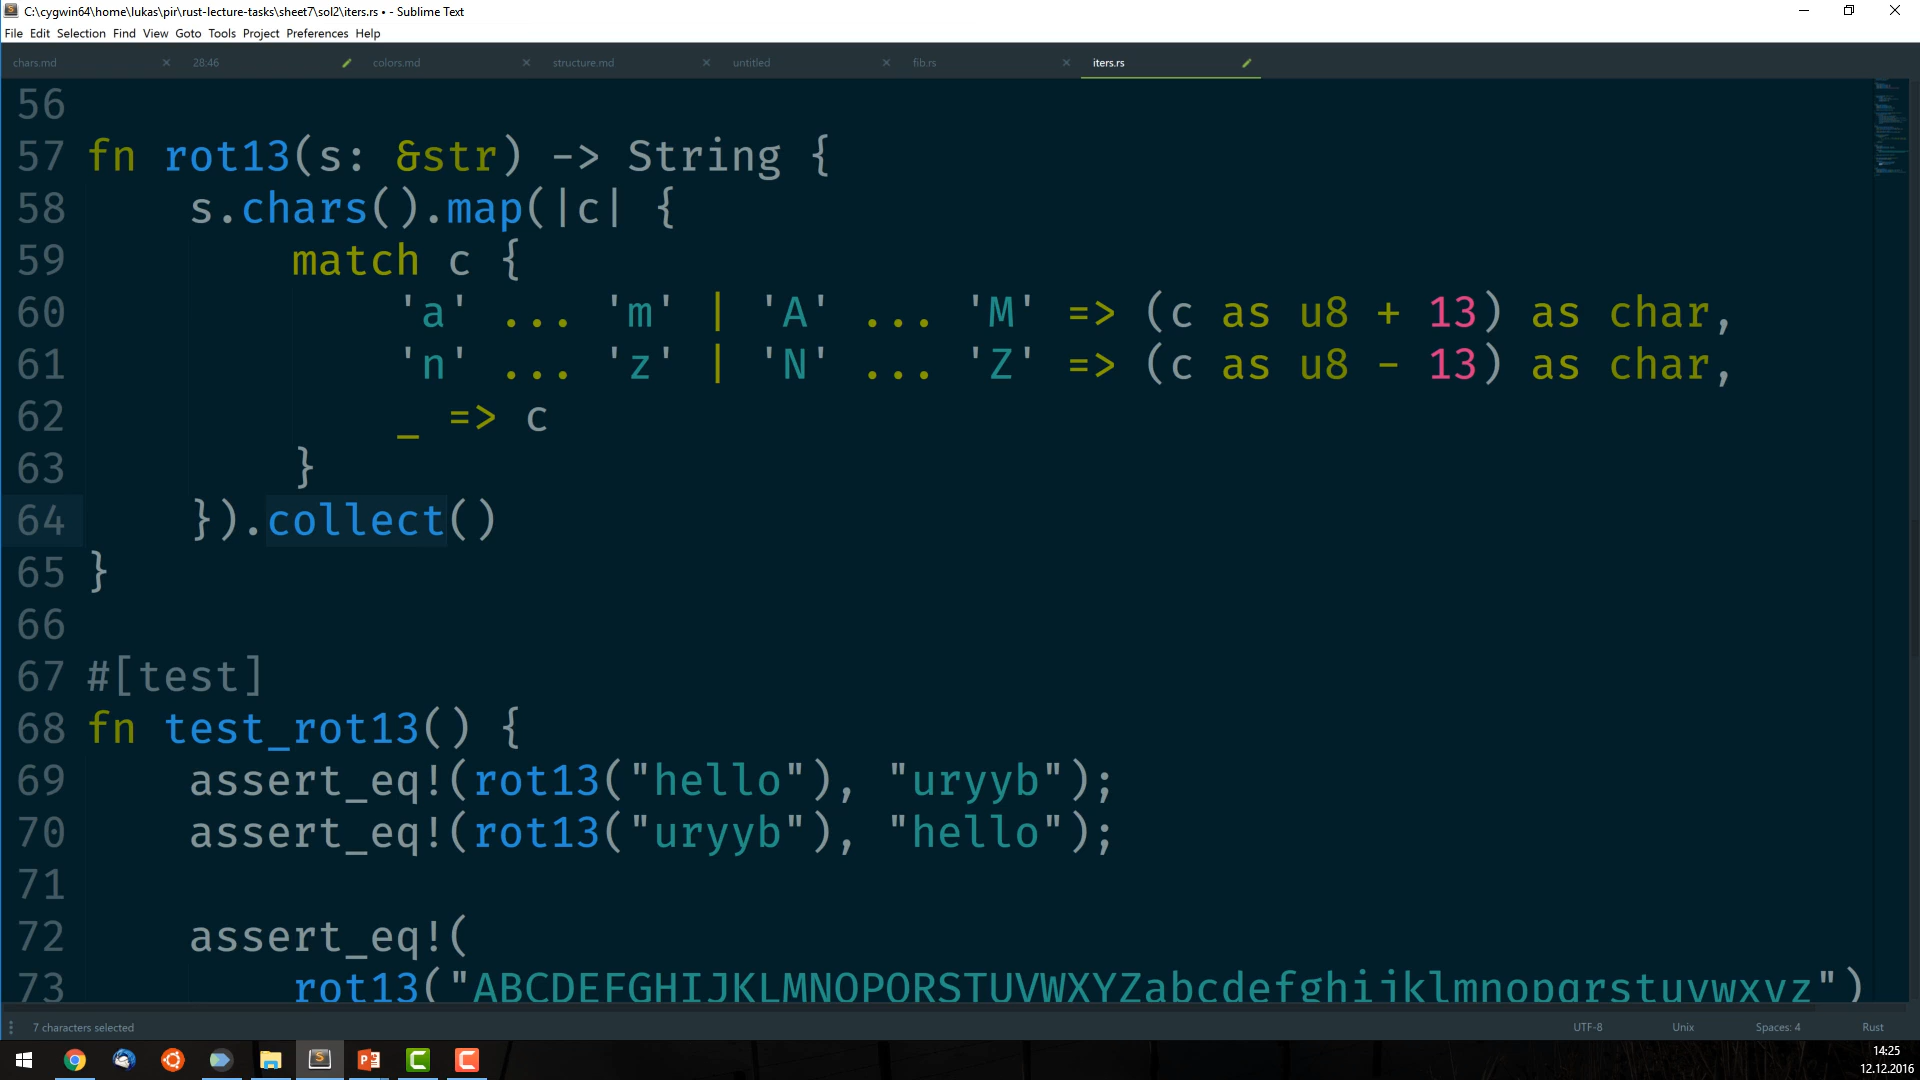 C:\cygwin64\home\lukas\pir\rust-lecture-tasks\sheet7\sol2\iters.rs • - Sublime Text
File Edit Selection Find View Goto Tools Project Preferences Help
chars.md 28:46 colors.md structure.md untitled fib.rs iters.rs
56
57 fn rot13(s: &str) -> String {
58     s.chars().map(|c| {
59         match c {
60             'a' ... 'm' | 'A' ... 'M' => (c as u8 + 13) as char,
61             'n' ... 'z' | 'N' ... 'Z' => (c as u8 - 13) as char,
62             _ => c
63         }
64     }).collect()
65 }
66
67 #[test]
68 fn test_rot13() {
69     assert_eq!(rot13("hello"), "uryyb");
70     assert_eq!(rot13("uryyb"), "hello");
71
72     assert_eq!(
73         rot13("ABCDEFGHIJKLMNOPQRSTUVWXYZabcdefghijklmnopqrstuvwxyz")
7 characters selected UTF-8 Unix Spaces: 4 Rust
14:25
12.12.2016